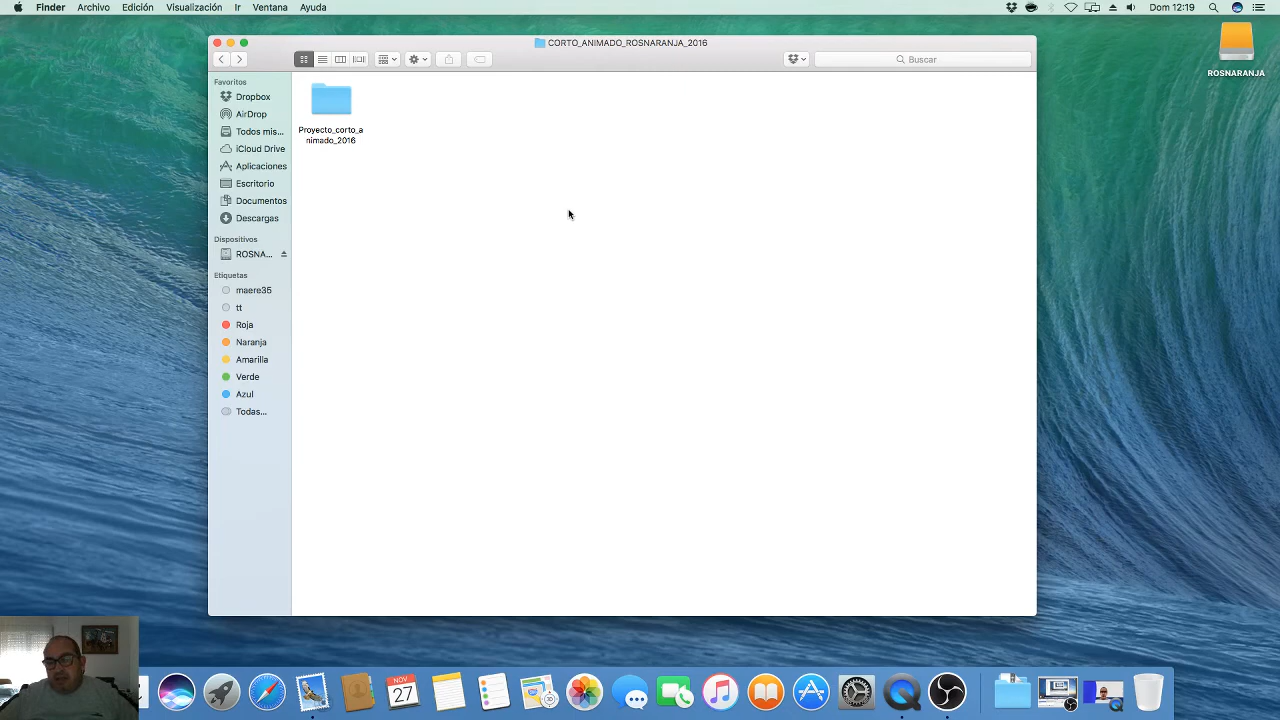 Finder Archivo Edición Visualización Ir Ventana Ayuda Dom 12:19
CORTO_ANIMADO_ROSNARANJA_2016
Buscar
ROSNARANJA
Favoritos
Dropbox
AirDrop
Todos mis...
iCloud Drive
Aplicaciones
Escritorio
Documentos
Descargas
Dispositivos
ROSNA...
Etiquetas
maere35
tt
Roja
Naranja
Amarilla
Verde
Azul
Todas...
Proyecto_corto_a
nimado_2016
NOV
27